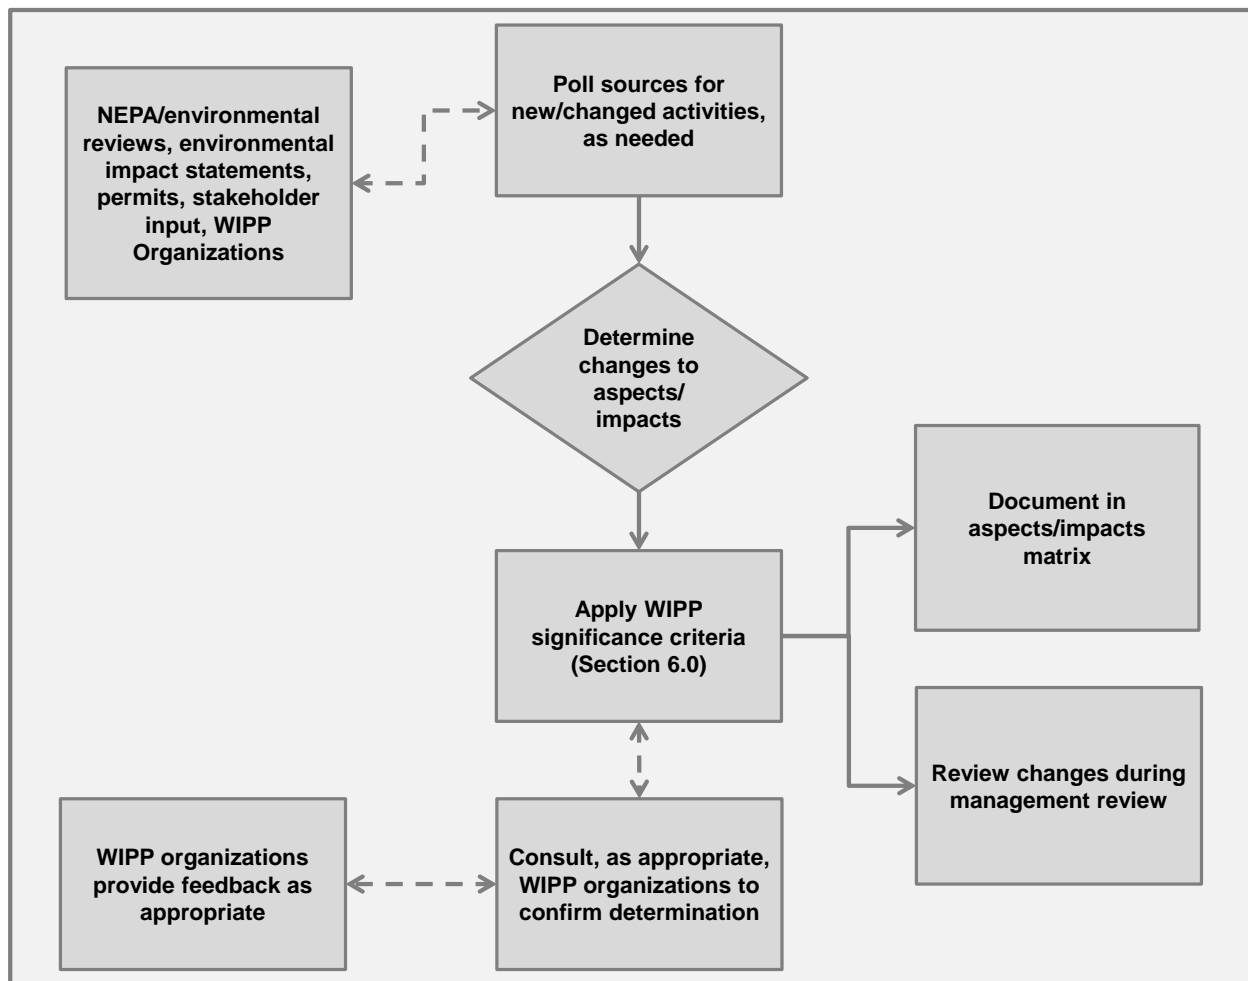 Poll sources for
new/changed activities,
as needed
NEPA/environmental
reviews, environmental
impact statements,
permits, stakeholder
input, WIPP
Organizations
Determine
changes to
aspects/
impacts
Document in
aspects/impacts
matrix
Apply WIPP
significance criteria
(Section 6.0)
Review changes during
management review
WIPP organizations
provide feedback as
appropriate
Consult, as appropriate,
WIPP organizations to
confirm determination